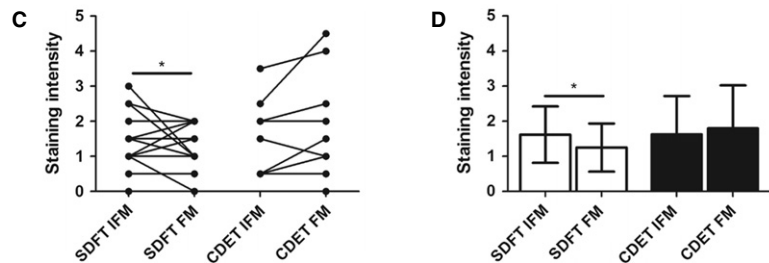 C
Staining intensity
5
4
3
2
1
0
*
SDFT IFM
SDFT FM
CDET IFM
CDET FM
D
Staining intensity
5
4
3
2
1
0
*
SDFT IFM
SDFT FM
CDET IFM
CDET FM